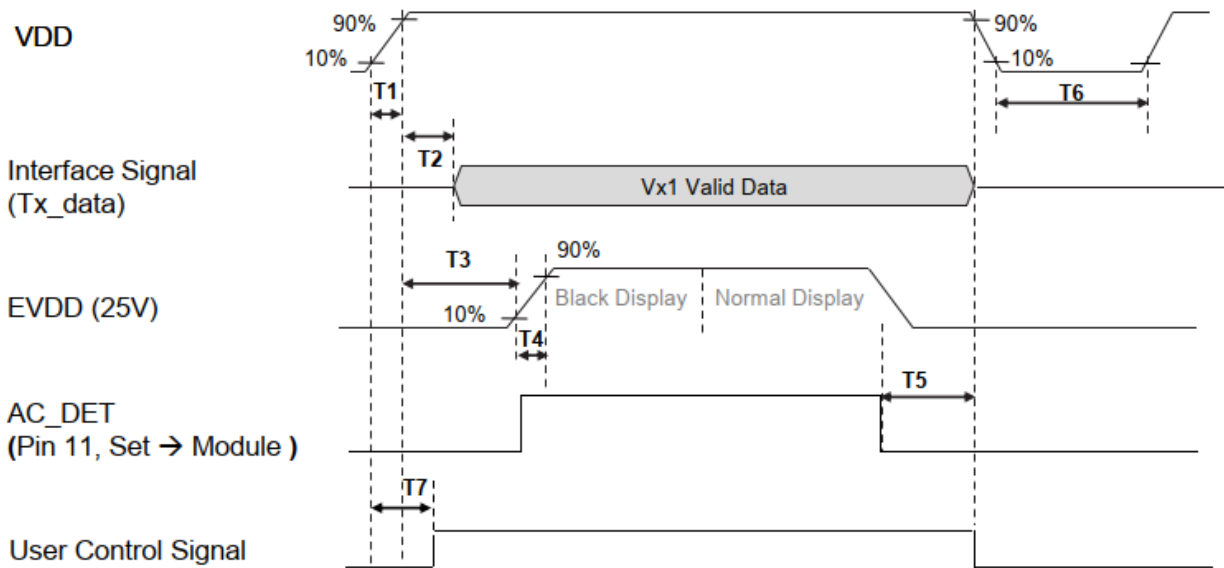 VDD
90%
10%
T1
90%
10%
T6
T2
Interface Signal
(Tx_data)
Vx1 Valid Data
T3
90%
EVDD (25V)
Black Display
Normal Display
10%
T4
T5
AC_DET
(Pin 11, Set → Module )
T7
User Control Signal